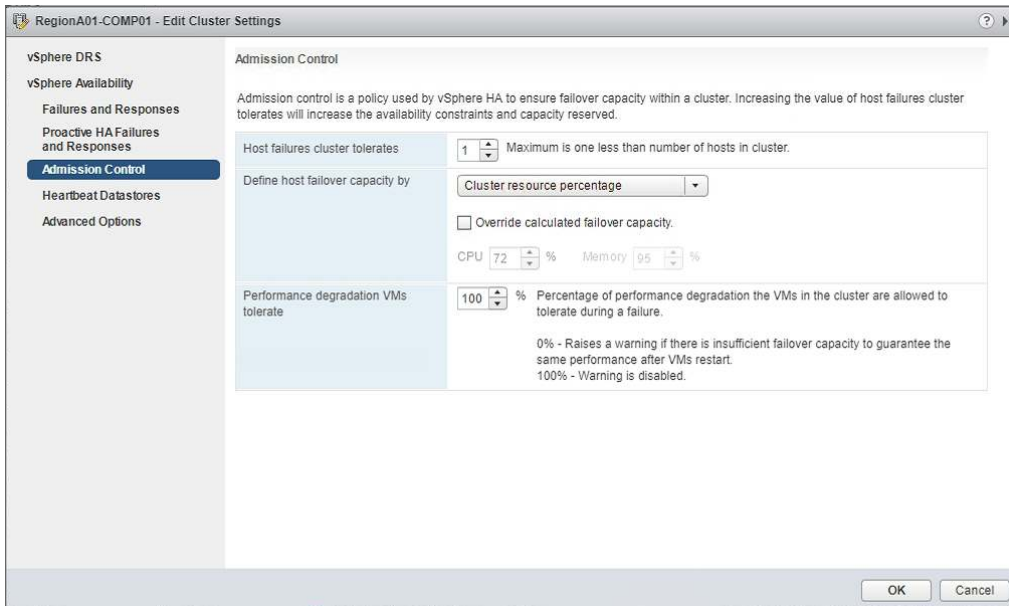 RegionA01-COMP01 - Edit Cluster Settings
?
vSphere DRS
vSphere Availability
Failures and Responses
Proactive HA Failures
and Responses
Admission Control
Heartbeat Datastores
Advanced Options
Admission Control
Admission control is a policy used by vSphere HA to ensure failover capacity within a cluster. Increasing the value of host failures cluster
tolerates will increase the availability constraints and capacity reserved.
Host failures cluster tolerates
1 Maximum is one less than number of hosts in cluster.
Define host failover capacity by
Cluster resource percentage
Override calculated failover capacity.
CPU 72 % Memory 95 %
Performance degradation VMs
tolerate
100 % Percentage of performance degradation the VMs in the cluster are allowed to
tolerate during a failure.
0% - Raises a warning if there is insufficient failover capacity to guarantee the
same performance after VMs restart.
100% - Warning is disabled.
OK Cancel